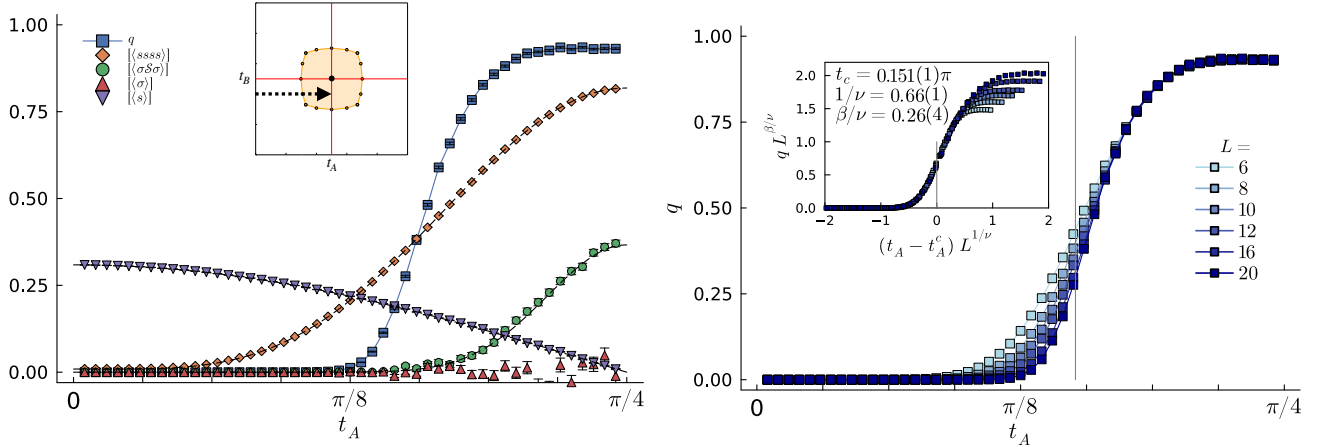 1.00
0.75
0.50
0.25
0.00
q
[⟨ssss⟩]
[⟨σSσ⟩]
[⟨σ⟩]
[⟨s⟩]
t_B
t_A
0
π/8
π/4
t_A
1.00
0.75
0.50
0.25
0.00
q
2.0
1.5
1.0
0.5
0.0
q L^{β/ν}
t_c = 0.151(1)π
1/ν = 0.66(1)
β/ν = 0.26(4)
−2
−1
0
1
2
(t_A − t_A^c) L^{1/ν}
L =
6
8
10
12
16
20
0
π/8
π/4
t_A